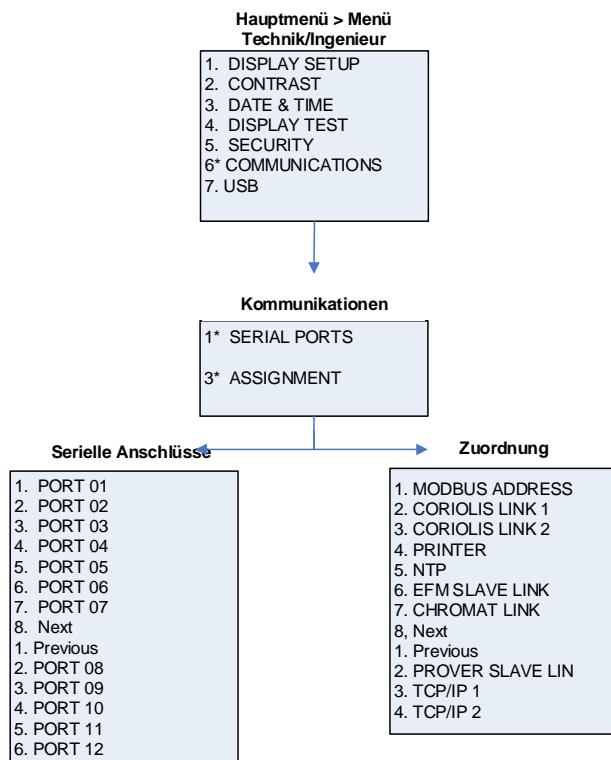 Hauptmenü > Menü
Technik/Ingenieur
1. DISPLAY SETUP
2. CONTRAST
3. DATE & TIME
4. DISPLAY TEST
5. SECURITY
6* COMMUNICATIONS
7. USB
Kommunikationen
1* SERIAL PORTS
3* ASSIGNMENT
Serielle Anschlüsse
1. PORT 01
2. PORT 02
3. PORT 03
4. PORT 04
5. PORT 05
6. PORT 06
7. PORT 07
8. Next
1. Previous
2. PORT 08
3. PORT 09
4. PORT 10
5. PORT 11
6. PORT 12
Zuordnung
1. MODBUS ADDRESS
2. CORIOLIS LINK 1
3. CORIOLIS LINK 2
4. PRINTER
5. NTP
6. EFM SLAVE LINK
7. CHROMAT LINK
8, Next
1. Previous
2. PROVER SLAVE LIN
3. TCP/IP 1
4. TCP/IP 2